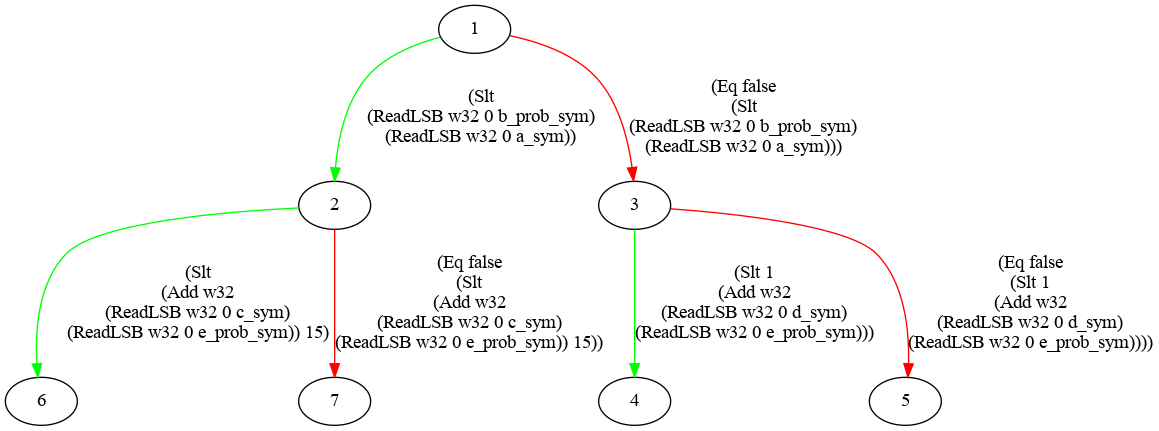 1
(Slt
(ReadLSB w32 0 b_prob_sym)
(ReadLSB w32 0 a_sym))
(Eq false
(Slt
(ReadLSB w32 0 b_prob_sym)
(ReadLSB w32 0 a_sym)))
2
3
(Slt
(Add w32
(ReadLSB w32 0 c_sym)
(ReadLSB w32 0 e_prob_sym)) 15)
(Eq false
(Slt
(Add w32
(ReadLSB w32 0 c_sym)
(ReadLSB w32 0 e_prob_sym)) 15))
(Slt 1
(Add w32
(ReadLSB w32 0 d_sym)
(ReadLSB w32 0 e_prob_sym)))
(Eq false
(Slt 1
(Add w32
(ReadLSB w32 0 d_sym)
(ReadLSB w32 0 e_prob_sym))))
6
7
4
5